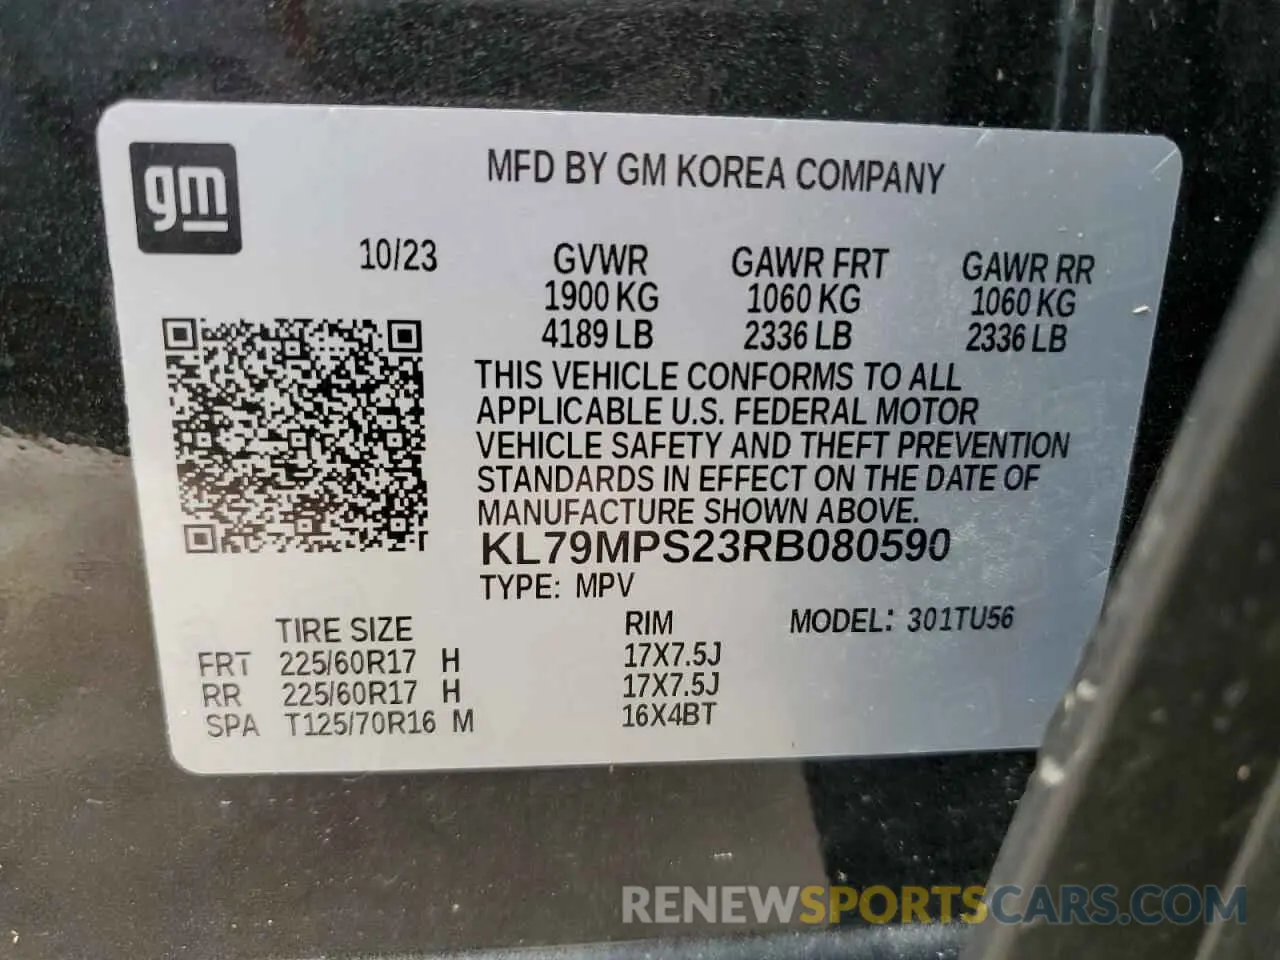 gm
MFD BY GM KOREA COMPANY
10/23
GVWR GAWR FRT GAWR RR
1900 KG 1060 KG 1060 KG
4189 LB 2336 LB 2336 LB
THIS VEHICLE CONFORMS TO ALL
APPLICABLE U.S. FEDERAL MOTOR
VEHICLE SAFETY AND THEFT PREVENTION
STANDARDS IN EFFECT ON THE DATE OF
MANUFACTURE SHOWN ABOVE.
KL79MPS23RB080590
TYPE: MPV
TIRE SIZE RIM MODEL: 301TU56
FRT 225/60R17 H 17X7.5J
RR 225/60R17 H 17X7.5J
SPA T125/70R16 M 16X4BT
RENEWSPORTSCARS.COM